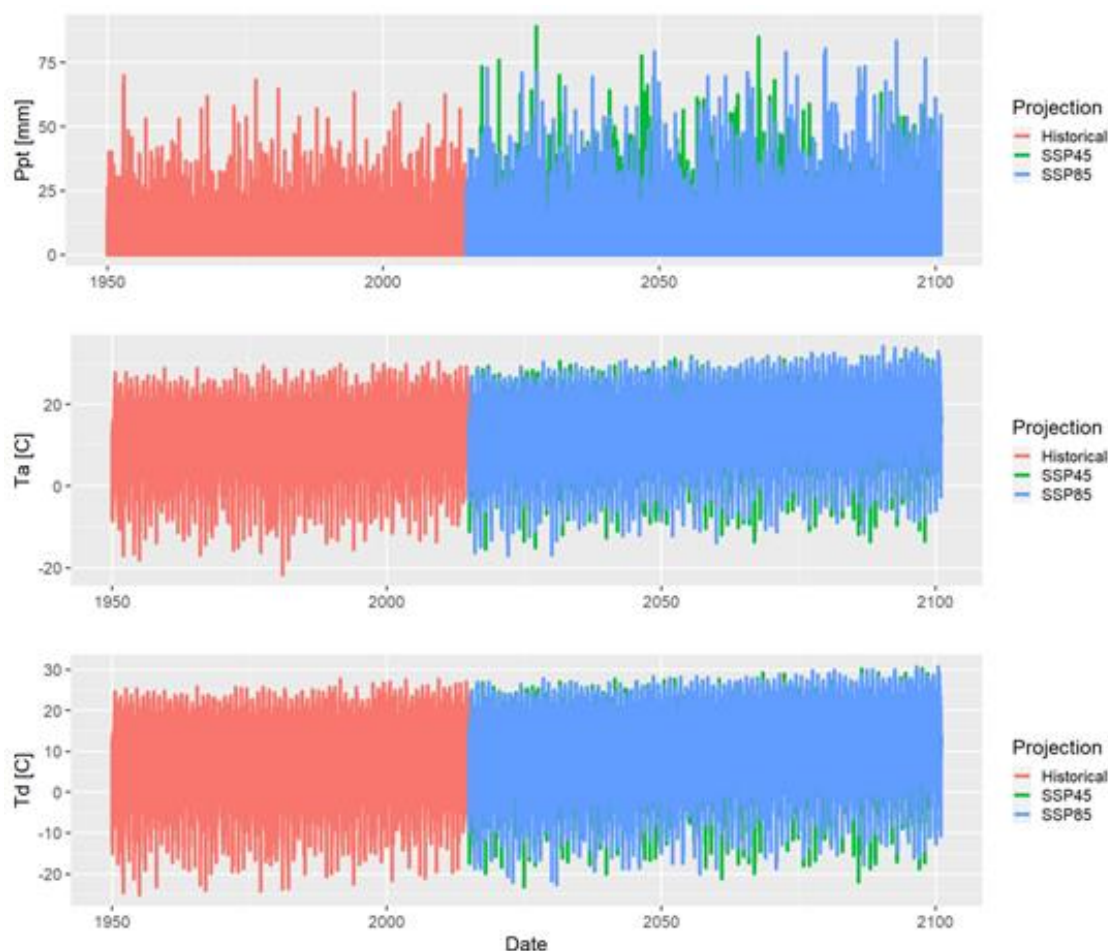 Ppt [mm]
75
50
25
0
1950
2000
2050
2100
Projection
Historical
SSP45
SSP85
Ta [C]
20
0
-20
1950
2000
2050
2100
Projection
Historical
SSP45
SSP85
Td [C]
30
20
10
0
-10
-20
1950
2000
2050
2100
Date
Projection
Historical
SSP45
SSP85